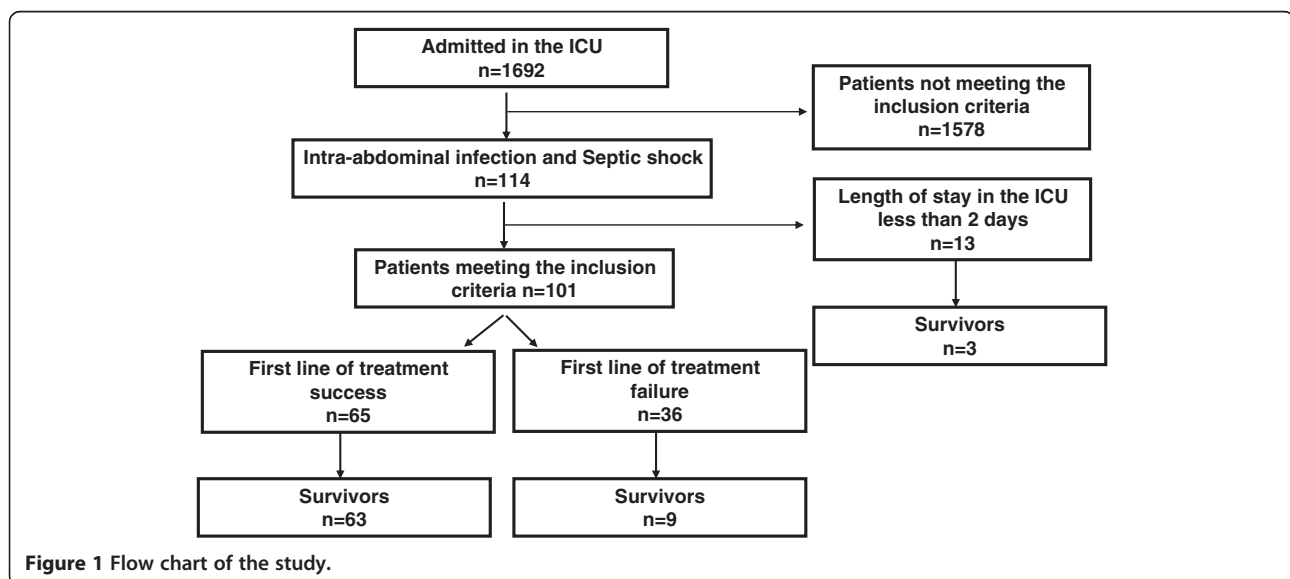 Admitted in the ICU
n=1692
Patients not meeting the
inclusion criteria
n=1578
Intra-abdominal infection and Septic shock
n=114
Length of stay in the ICU
less than 2 days
n=13
Patients meeting the inclusion
criteria n=101
Survivors
n=3
First line of treatment
success
n=65
First line of treatment
failure
n=36
Survivors
n=63
Survivors
n=9
Figure 1 Flow chart of the study.